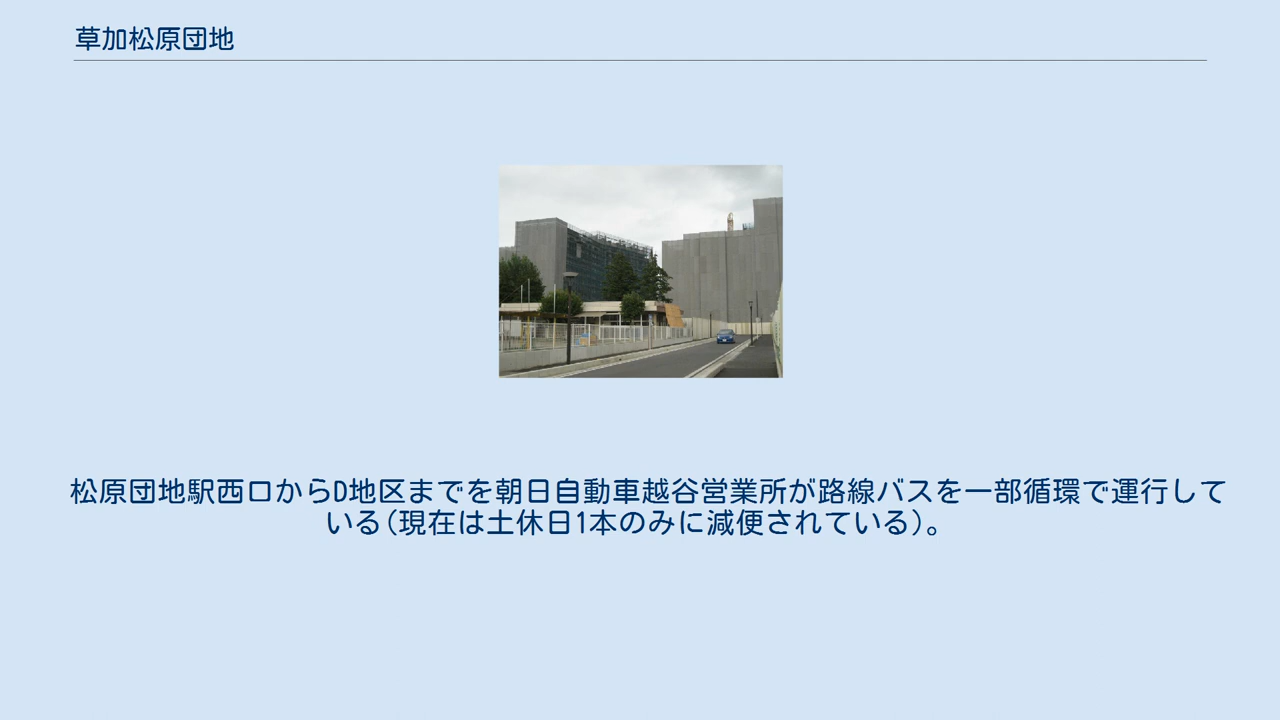 草加松原団地
松原団地駅西口からD地区までを朝日自動車越谷営業所が路線バスを一部循環で運行して
いる(現在は土休日1本のみに減便されている)。